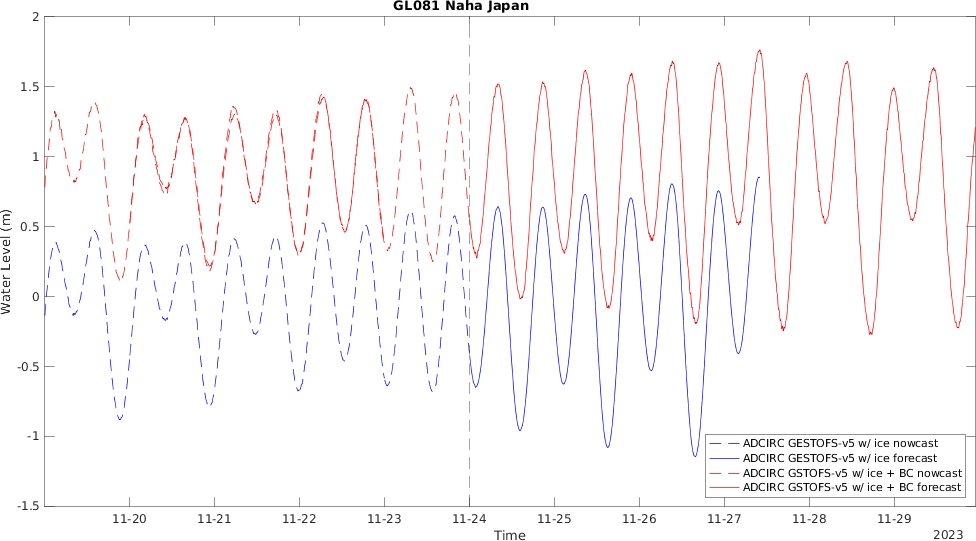 GL081 Naha Japan
2
1.5
1
0.5
0
-0.5
-1
-1.5
Water Level (m)
11-20 11-21 11-22 11-23 11-24 11-25 11-26 11-27 11-28 11-29
Time
2023
ADCIRC GESTOFS-v5 w/ ice nowcast
ADCIRC GESTOFS-v5 w/ ice forecast
ADCIRC GSTOFS-v5 w/ ice + BC nowcast
ADCIRC GSTOFS-v5 w/ ice + BC forecast